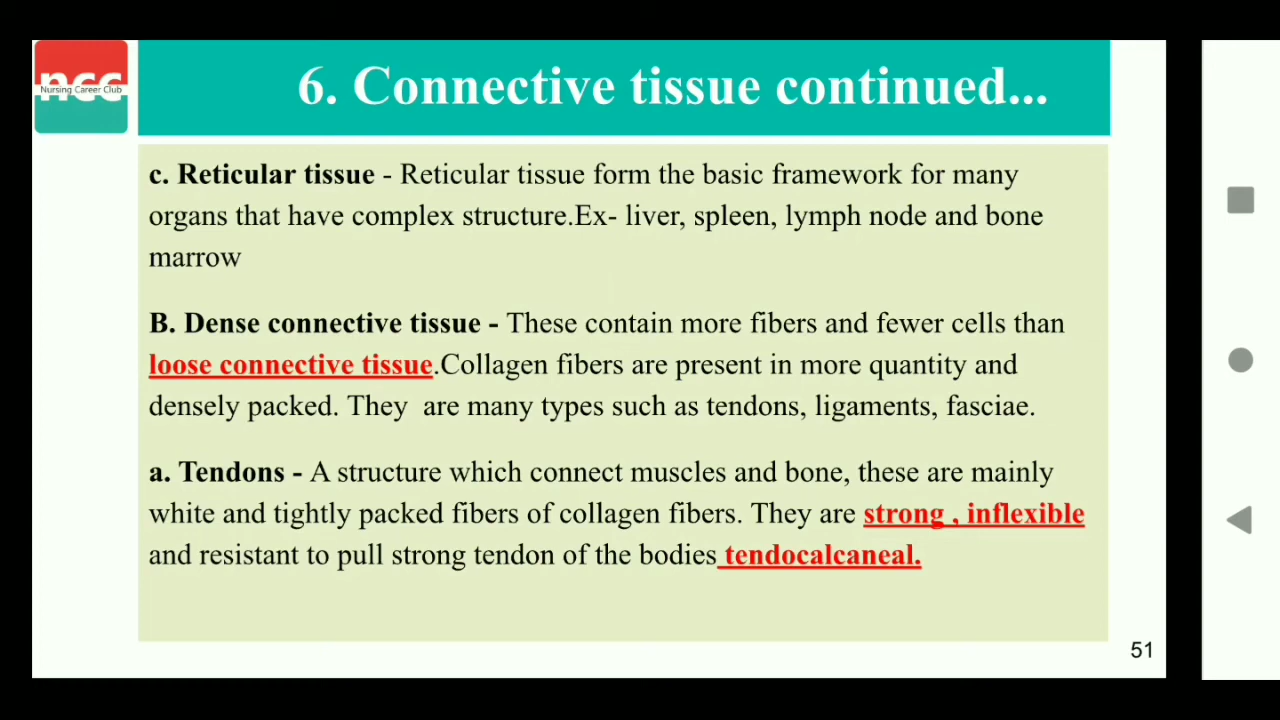 ncc
Nursing Career Club
6. Connective tissue continued...
c. Reticular tissue - Reticular tissue form the basic framework for many
organs that have complex structure.Ex- liver, spleen, lymph node and bone
marrow
B. Dense connective tissue - These contain more fibers and fewer cells than
loose connective tissue.Collagen fibers are present in more quantity and
densely packed. They are many types such as tendons, ligaments, fasciae.
a. Tendons - A structure which connect muscles and bone, these are mainly
white and tightly packed fibers of collagen fibers. They are strong , inflexible
and resistant to pull strong tendon of the bodies tendocalcaneal.
51